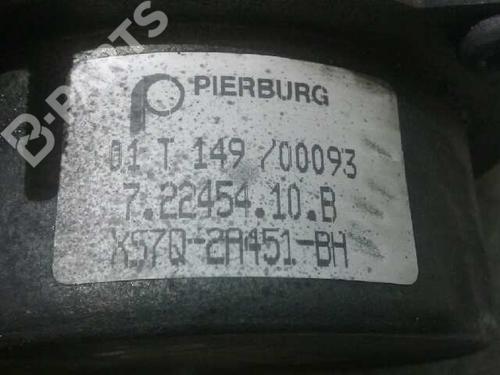 B-PARTS
PIERBURG
01 T 149 /00093
7.22454.10.B
XS7Q-2A451-BH